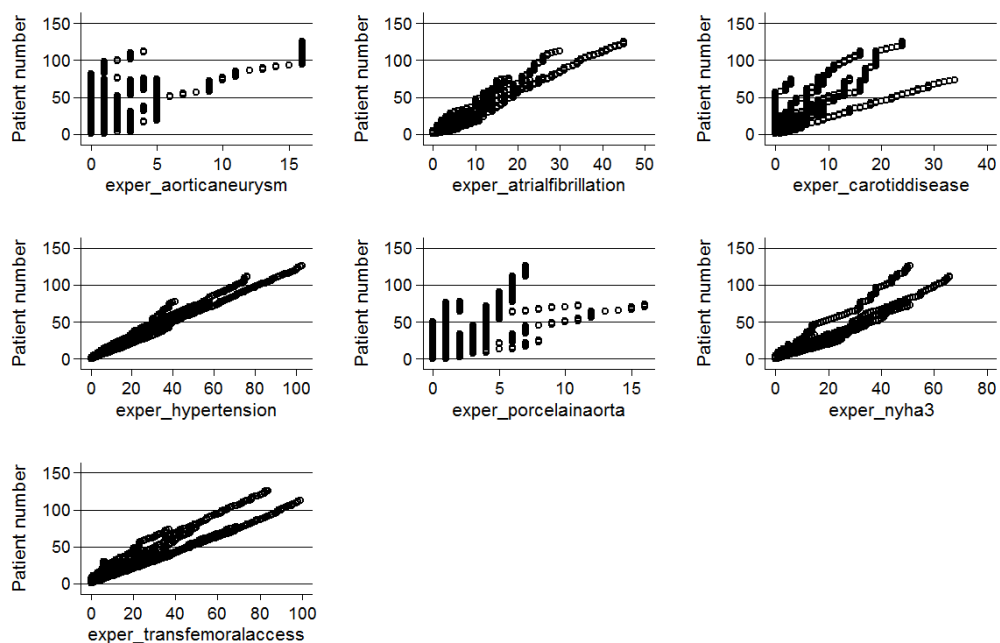 Patient number
150
100
50
0
0 5 10 15
exper_aorticaneurysm
Patient number
150
100
50
0
0 10 20 30 40 50
exper_atrialfibrillation
Patient number
150
100
50
0
0 10 20 30 40
exper_carotiddisease
Patient number
150
100
50
0
0 20 40 60 80 100
exper_hypertension
Patient number
150
100
50
0
0 5 10 15
exper_porcelainaorta
Patient number
150
100
50
0
0 20 40 60 80
exper_nyha3
Patient number
150
100
50
0
0 20 40 60 80 100
exper_transfemoralaccess